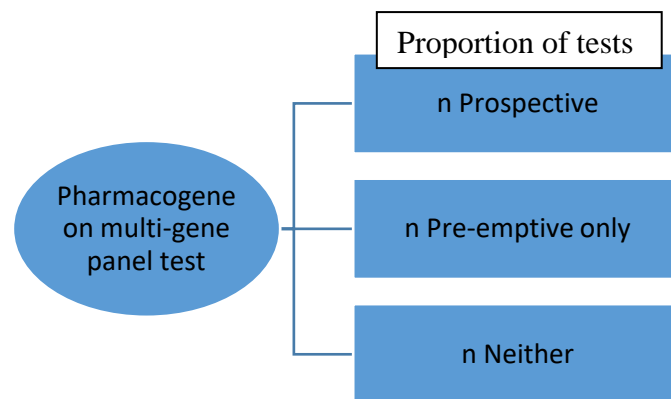 Proportion of tests
n Prospective
Pharmacogene
on multi-gene
panel test
n Pre-emptive only
n Neither